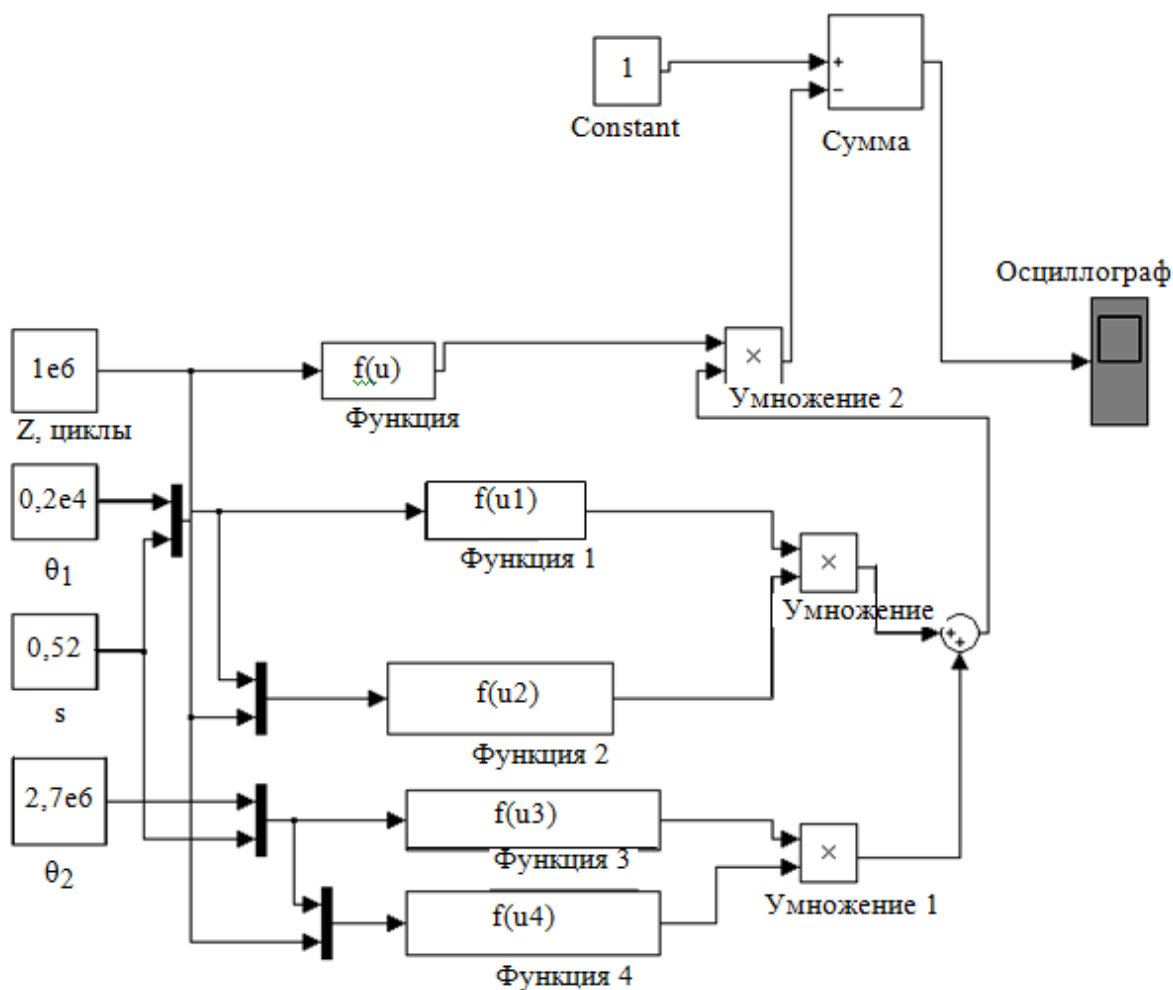 1
Constant
+
−
Сумма
Осциллограф
1e6
Z, циклы
f(u)
Функция
×
Умножение 2
0,2e4
θ1
f(u1)
Функция 1
×
Умножение
0,52
s
f(u2)
Функция 2
+
+
2,7e6
θ2
f(u3)
Функция 3
×
Умножение 1
f(u4)
Функция 4